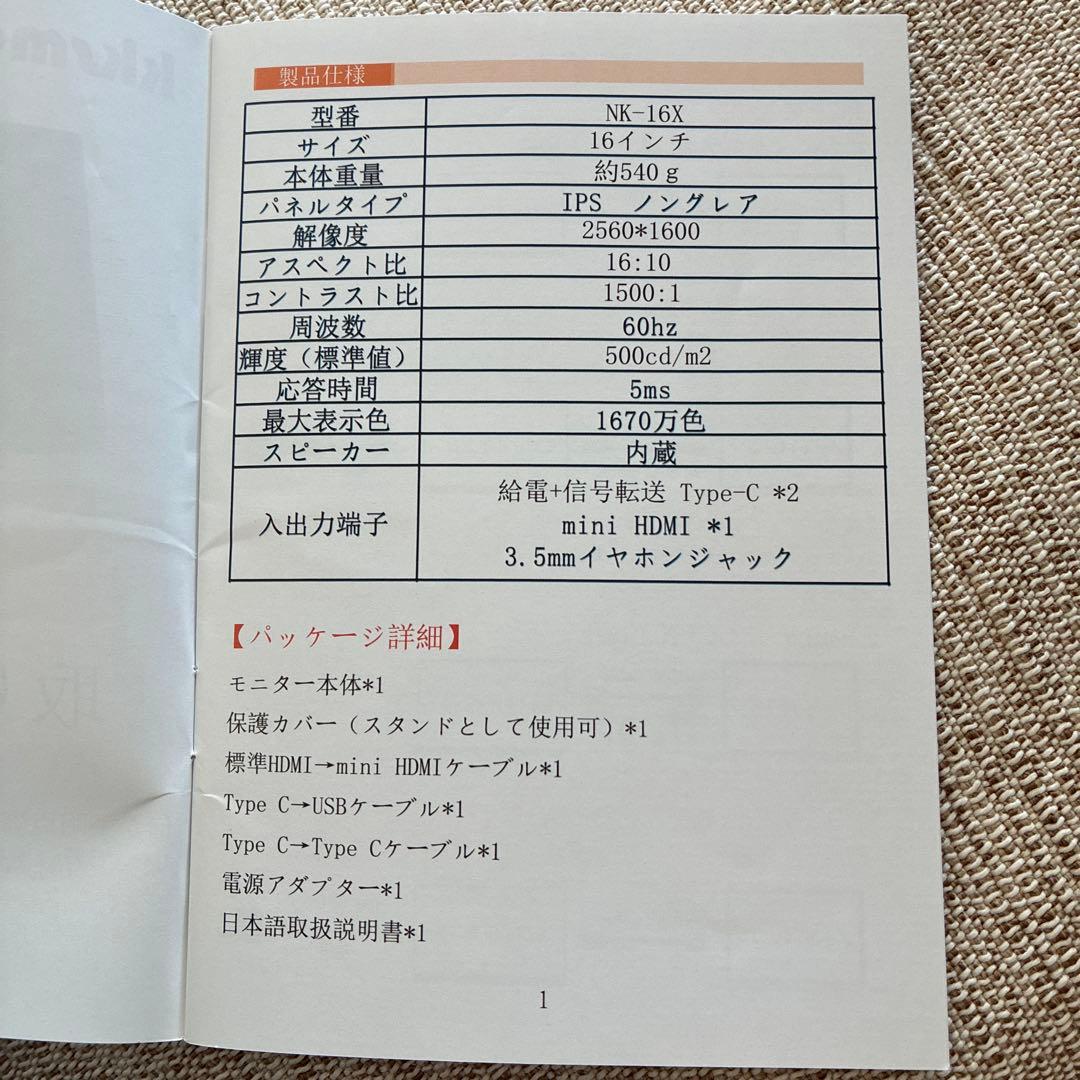 製品仕様
型番 NK-16X
サイズ 16インチ
本体重量 約540g
パネルタイプ IPS ノングレア
解像度 2560*1600
アスペクト比 16:10
コントラスト比 1500:1
周波数 60hz
輝度（標準値） 500cd/m2
応答時間 5ms
最大表示色 1670万色
スピーカー 内蔵
入出力端子
給電+信号転送 Type-C *2
mini HDMI *1
3.5mmイヤホンジャック
【パッケージ詳細】
モニター本体*1
保護カバー（スタンドとして使用可）*1
標準HDMI→mini HDMIケーブル*1
Type C→USBケーブル*1
Type C→Type Cケーブル*1
電源アダプター*1
日本語取扱説明書*1
1